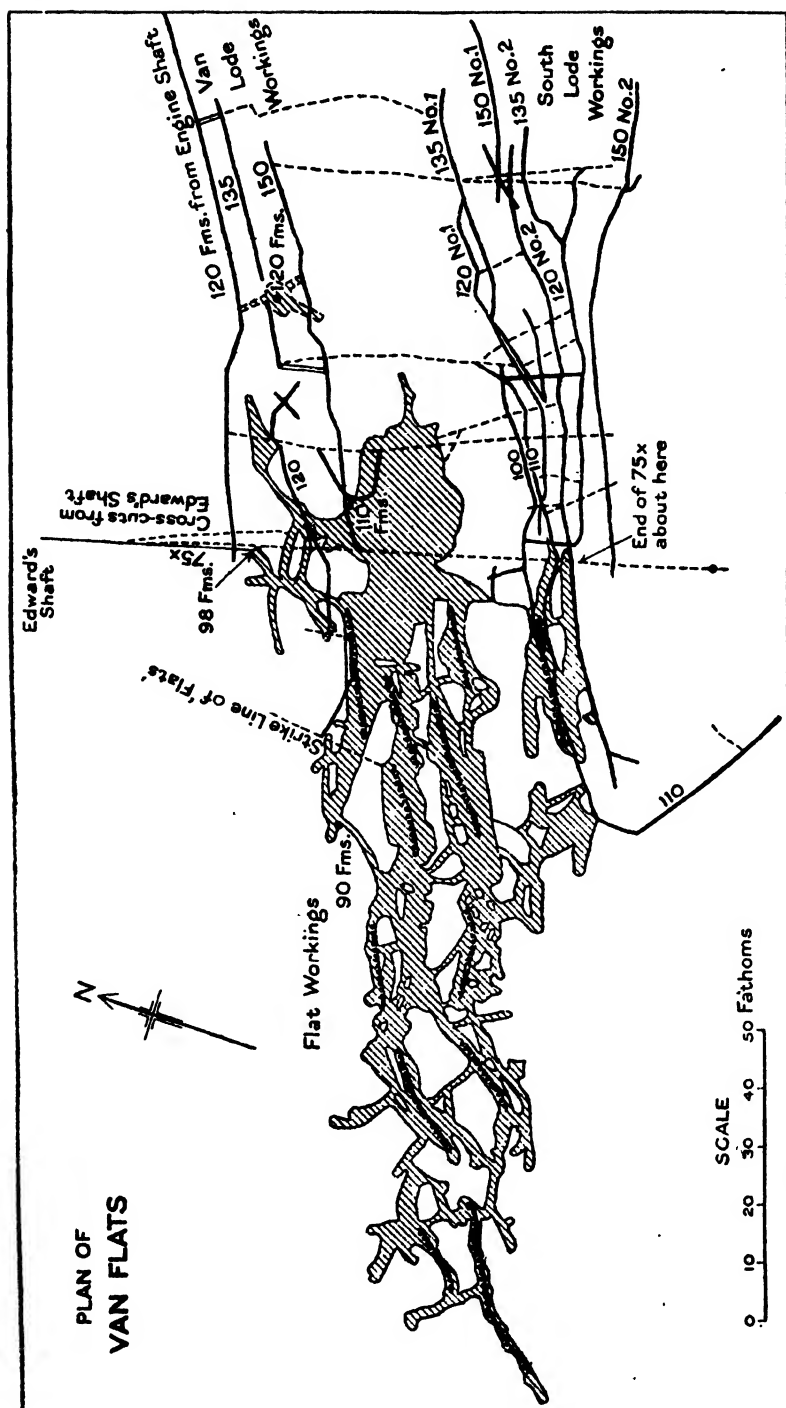 PLAN OF
VAN FLATS
N
Edward's
Shaft
Cross-cuts from
Edward's Shaft
75x
98 Fms.
120 Fms. from Engine Shaft
Van
Lode
Workings
135
150
120 Fms.
120
110
Fms.
Strike Line of 'Flats'
90 Fms.
Flat Workings
135 No.1
150 No.1
135 No.2
South
Lode
Workings
150 No.2
120 No.1
120 No.2
100
110
End of 75x
about here
110
SCALE
0 10 20 30 40 50 Fathoms